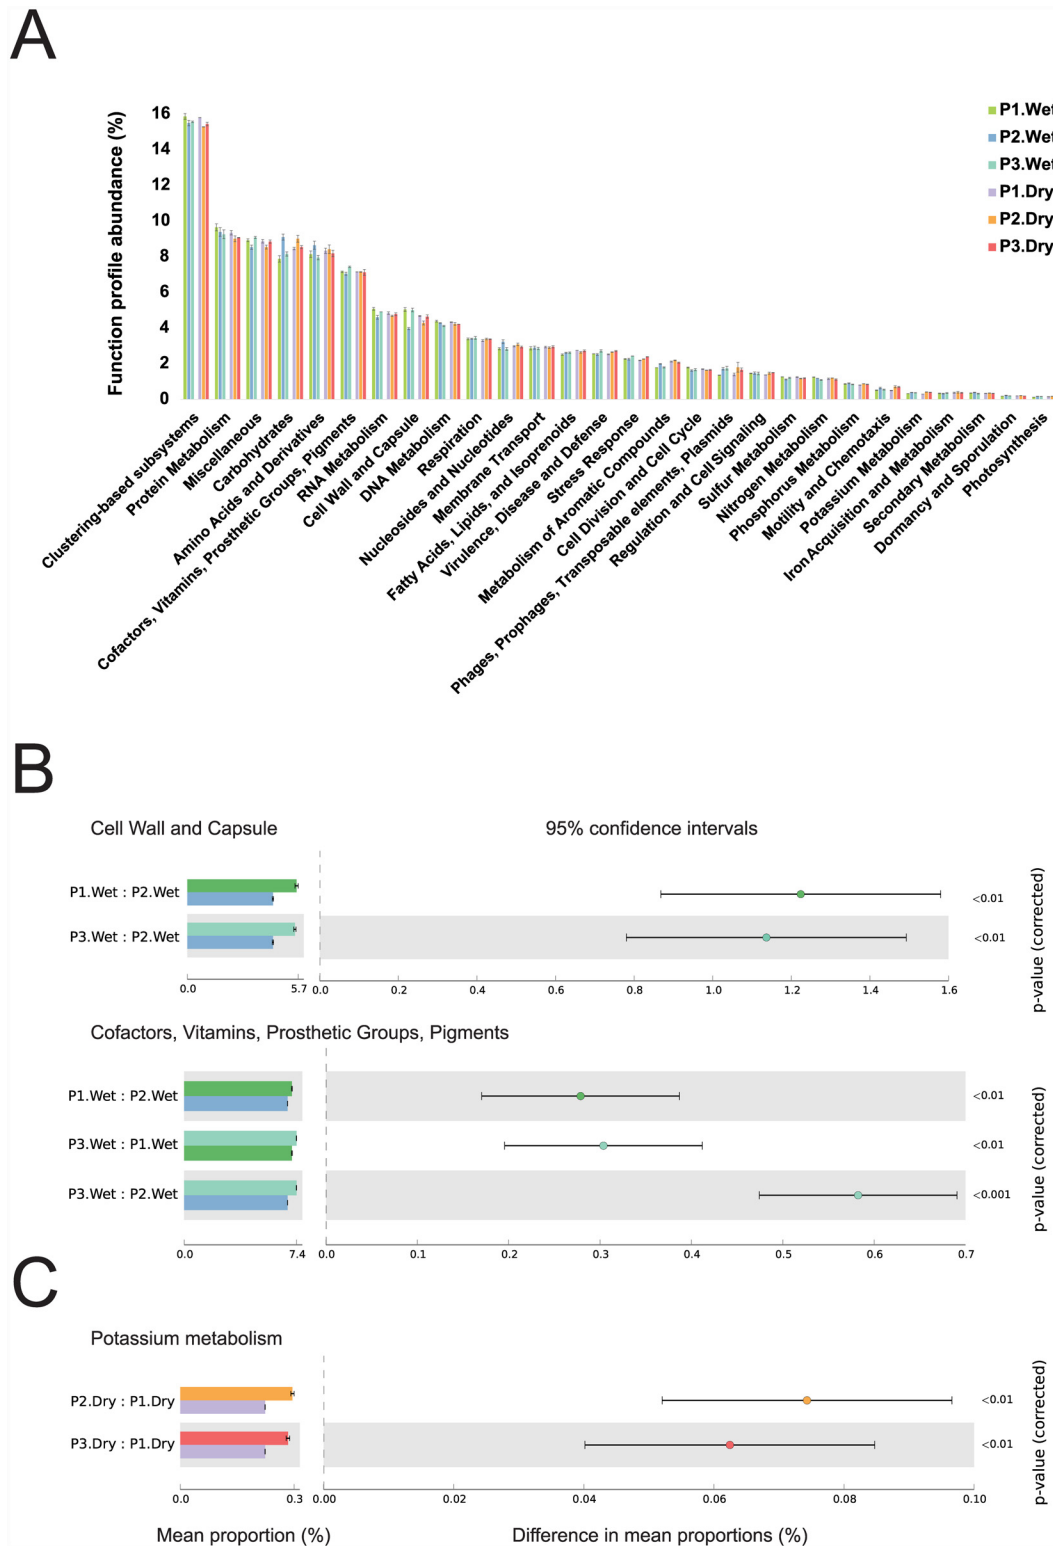 A
Function profile abundance (%)
16
14
12
10
8
6
4
2
0
P1.Wet
P2.Wet
P3.Wet
P1.Dry
P2.Dry
P3.Dry
Clustering-based subsystems
Protein Metabolism
Miscellaneous
Carbohydrates
Amino Acids and Derivatives
Cofactors, Vitamins, Prosthetic Groups, Pigments
RNA Metabolism
Cell Wall and Capsule
DNA Metabolism
Respiration
Nucleosides and Nucleotides
Membrane Transport
Fatty Acids, Lipids, and Isoprenoids
Virulence, Disease and Defense
Stress Response
Metabolism of Aromatic Compounds
Cell Division and Cell Cycle
Phages, Prophages, Transposable elements, Plasmids
Regulation and Cell Signaling
Sulfur Metabolism
Nitrogen Metabolism
Phosphorus Metabolism
Motility and Chemotaxis
Potassium Metabolism
Iron Acquisition and Metabolism
Secondary Metabolism
Dormancy and Sporulation
Photosynthesis
B
Cell Wall and Capsule 95% confidence intervals
P1.Wet : P2.Wet <0.01
P3.Wet : P2.Wet <0.01
0.0 5.7 0.0 0.2 0.4 0.6 0.8 1.0 1.2 1.4 1.6
p-value (corrected)
Cofactors, Vitamins, Prosthetic Groups, Pigments
P1.Wet : P2.Wet <0.01
P3.Wet : P1.Wet <0.01
P3.Wet : P2.Wet <0.001
0.0 7.4 0.0 0.1 0.2 0.3 0.4 0.5 0.6 0.7
p-value (corrected)
C
Potassium metabolism
P2.Dry : P1.Dry <0.01
P3.Dry : P1.Dry <0.01
0.0 0.3 0.00 0.02 0.04 0.06 0.08 0.10
p-value (corrected)
Mean proportion (%) Difference in mean proportions (%)